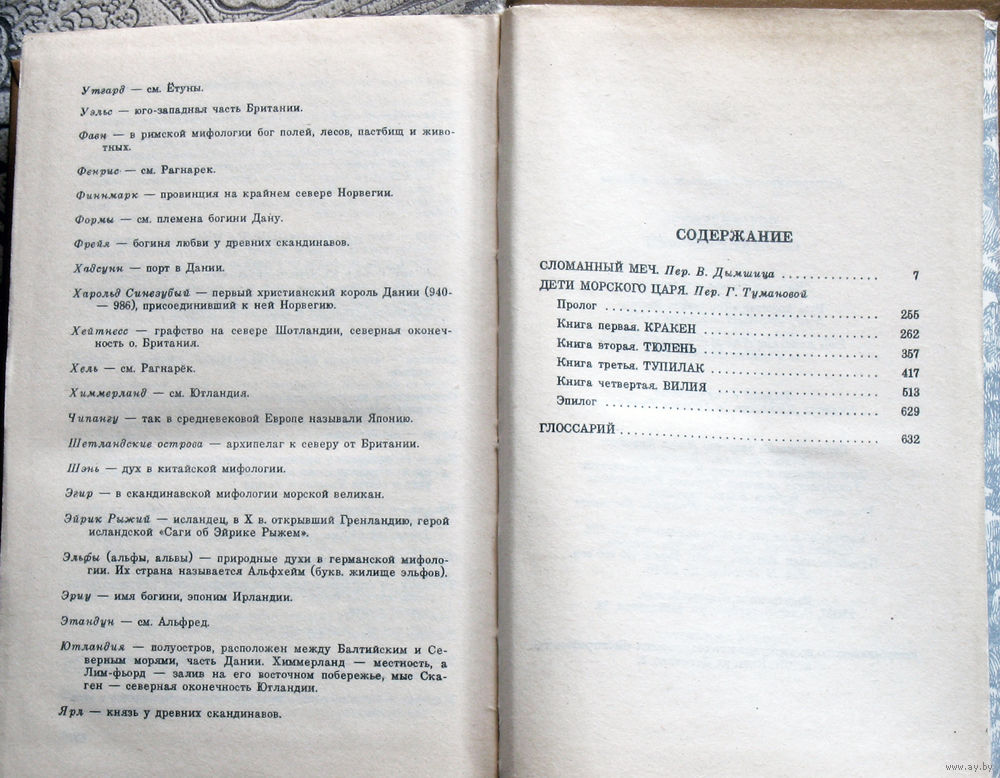 Утгард — см. Ётуны.
Уэльс — юго-западная часть Британии.
Фавн — в римской мифологии бог полей, лесов, пастбищ и живот-
ных.
Фенрис — см. Рагнарек.
Финнмарк — провинция на крайнем севере Норвегии.
Формы — см. племена богини Дану.
Фрейя — богиня любви у древних скандинавов.
Хадсунн — порт в Дании.
Харольд Синезубый — первый христианский король Дании (940—
— 986), присоединивший к ней Норвегию.
Хейтнесс — графство на севере Шотландии, северная оконеч-
ность о. Британия.
Хель — см. Рагнарёк.
Химмерланд — см. Ютландия.
Чипангу — так в средневековой Европе называли Японию.
Шетландские острова — архипелаг к северу от Британии.
Шэнь — дух в китайской мифологии.
Эгир — в скандинавской мифологии морской великан.
Эйрик Рыжий — исландец, в X в. открывший Гренландию, герой
исландской «Саги об Эйрике Рыжем».
Эльфы (альфы, альвы) — природные духи в германской мифоло-
гии. Их страна называется Альфхейм (букв. жилище эльфов).
Эриу — имя богини, эпоним Ирландии.
Этандун — см. Альфред.
Ютландия — полуостров, расположен между Балтийским и Се-
верным морями, часть Дании. Химмерланд — местность, а
Лим-фьорд — залив на его восточном побережье, мыс Ска-
ген — северная оконечность Ютландии.
Ярл — князь у древних скандинавов.
СОДЕРЖАНИЕ
СЛОМАННЫЙ МЕЧ. Пер. В. Дымшица . . . . . . . . . . . 7
ДЕТИ МОРСКОГО ЦАРЯ. Пер. Г. Тумановой
Пролог . . . . . . . . . . . . . . . . . . . . . . . . 255
Книга первая. КРАКЕН . . . . . . . . . . . . . . . . . 262
Книга вторая. ТЮЛЕНЬ . . . . . . . . . . . . . . . . . 357
Книга третья. ТУПИЛАК . . . . . . . . . . . . . . . . . 417
Книга четвертая. ВИЛИЯ . . . . . . . . . . . . . . . . 513
Эпилог . . . . . . . . . . . . . . . . . . . . . . . . 629
ГЛОССАРИЙ . . . . . . . . . . . . . . . . . . . . . . . 632
www.ay.by